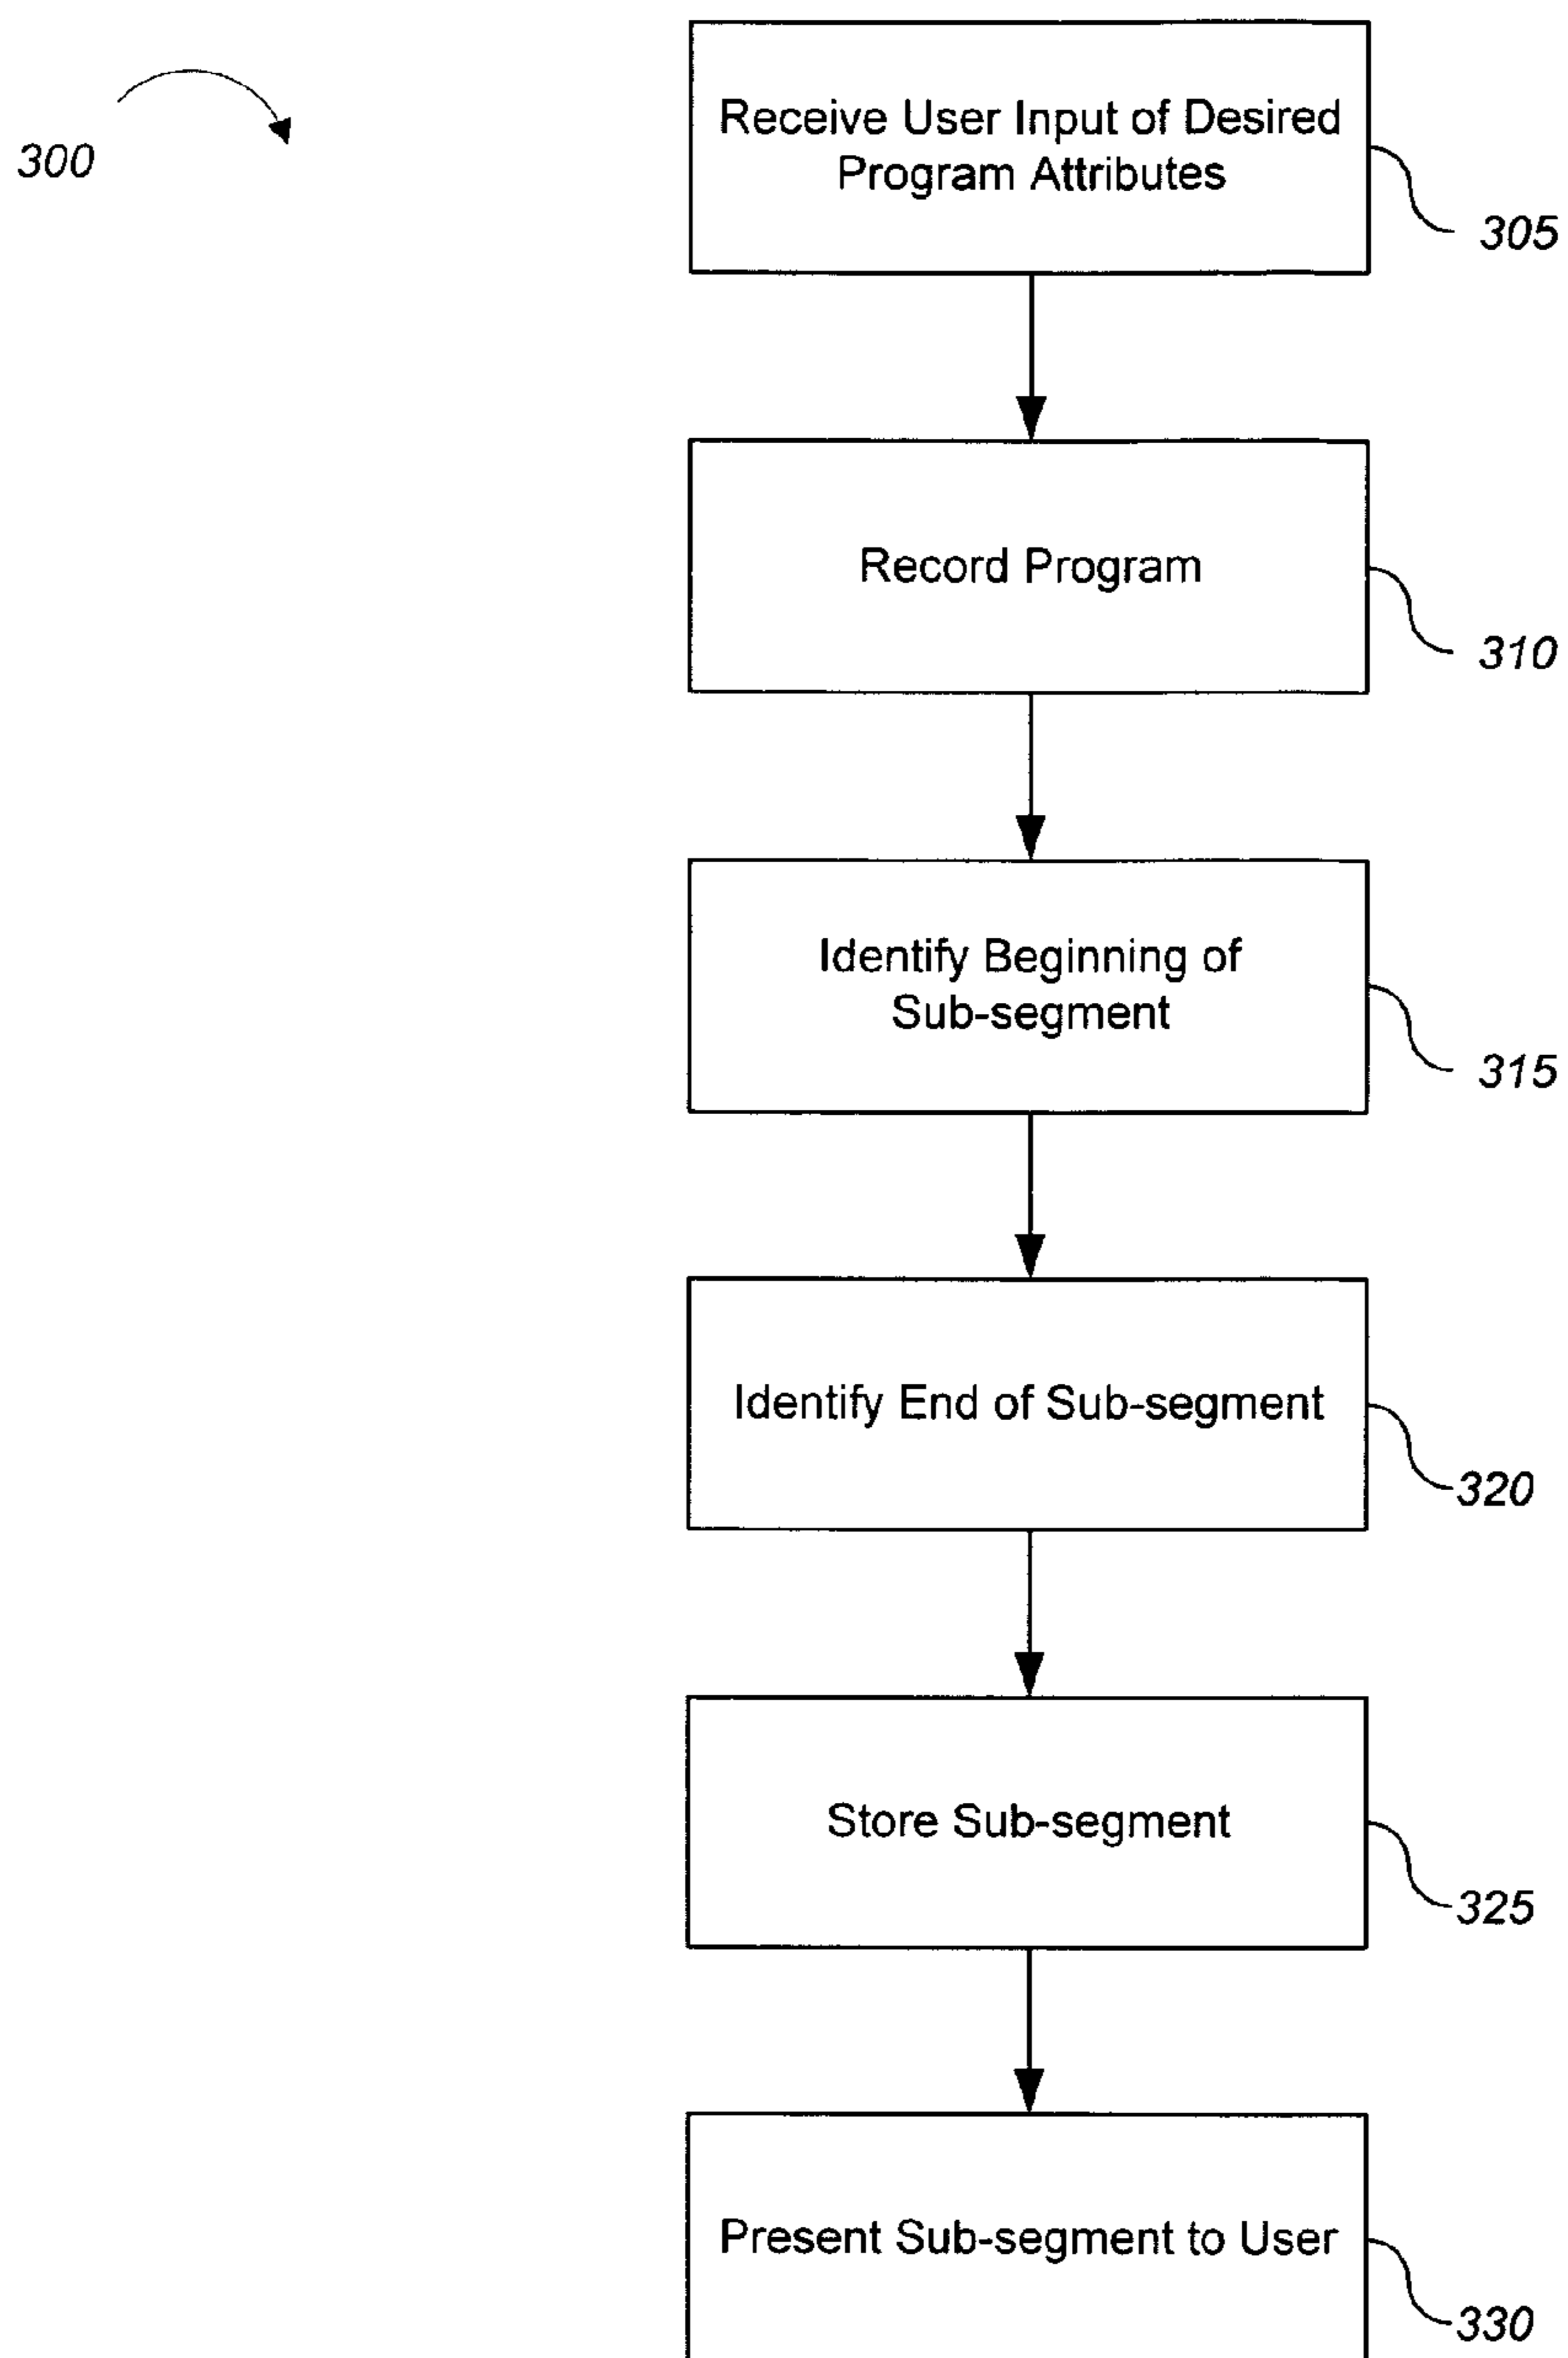 300
Receive User Input of Desired
Program Attributes
305
Record Program
310
Identify Beginning of
Sub-segment
315
Identify End of Sub-segment
320
Store Sub-segment
325
Present Sub-segment to User
330